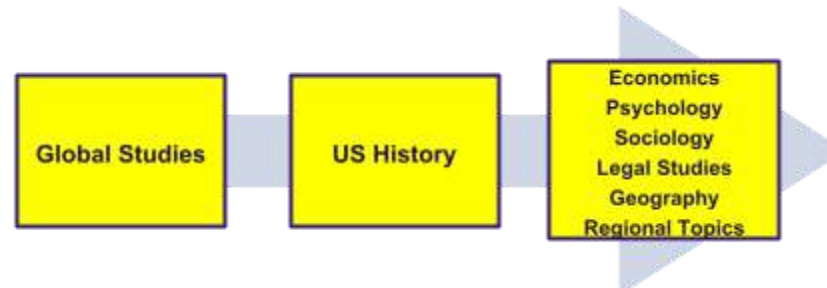 Global Studies
US History
Economics
Psychology
Sociology
Legal Studies
Geography
Regional Topics